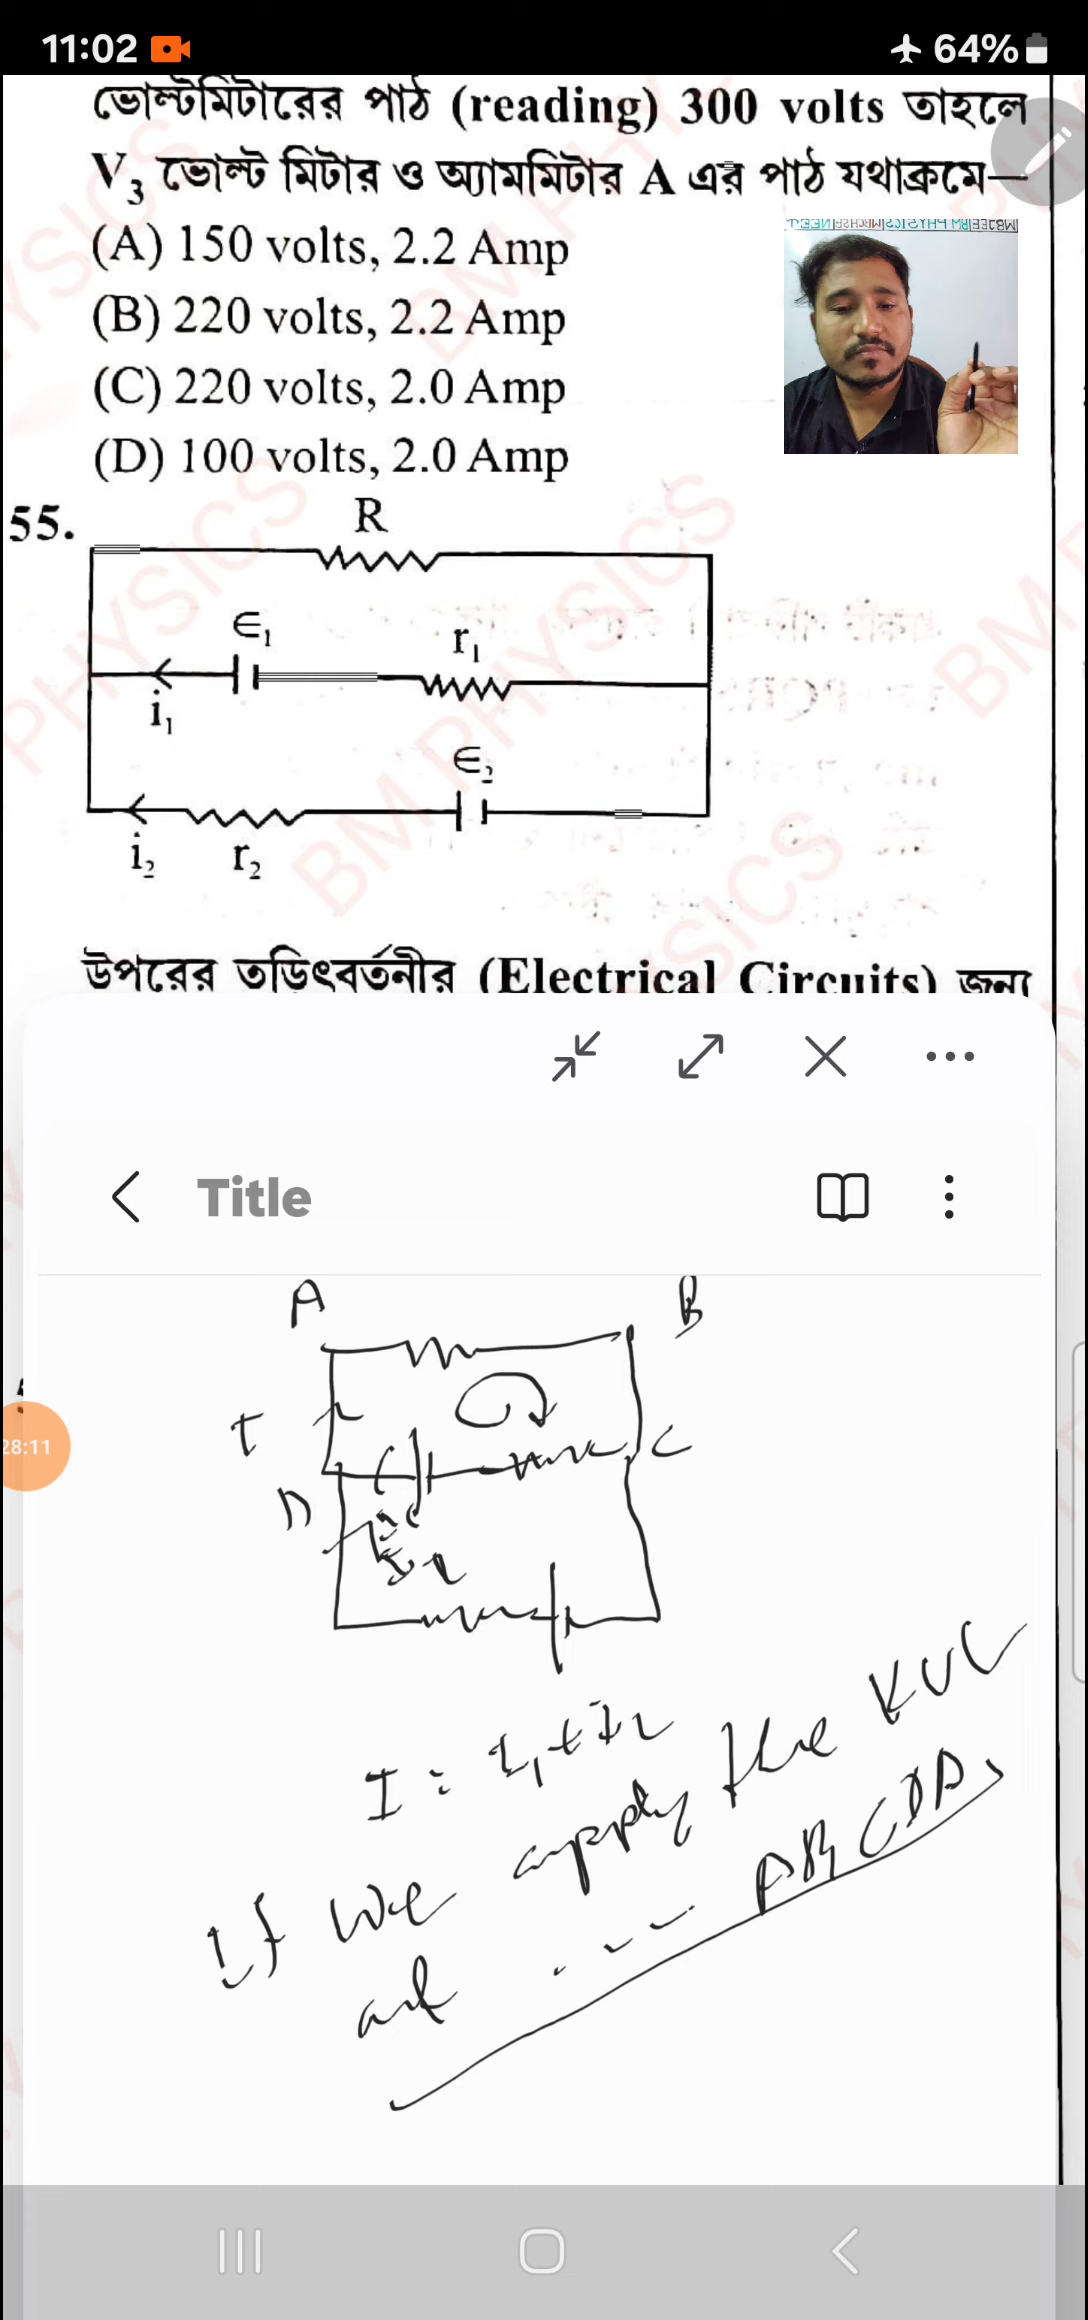 11:02
64%
ভোল্টমিটারের পাঠ (reading) 300 volts তাহলে
V₃ ভোল্ট মিটার ও অ্যামমিটার A এর পাঠ যথাক্রমে—
(A) 150 volts, 2.2 Amp
(B) 220 volts, 2.2 Amp
(C) 220 volts, 2.0 Amp
(D) 100 volts, 2.0 Amp
55.
R
∈₁
r₁
i₁
∈₂
i₂ r₂
উপরের তড়িৎবর্তনীর (Electrical Circuits) জন্য
Title
28:11
A B
I C
D
I = i₁ + i₂
If we apply the KVL
at ABCDA
BM PHYSICS